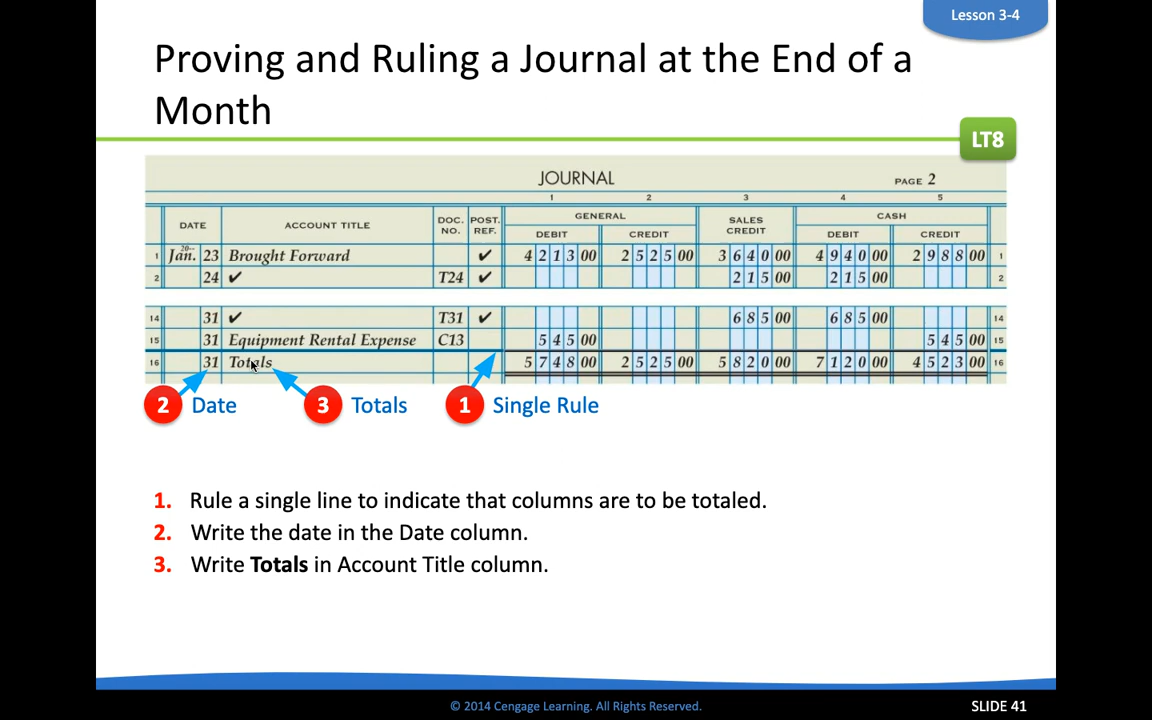 Lesson 3-4
Proving and Ruling a Journal at the End of a
Month
LT8
JOURNAL PAGE 2
1 2 3 4 5
DATE ACCOUNT TITLE DOC. NO. POST. REF. GENERAL DEBIT CREDIT SALES CREDIT CASH DEBIT CREDIT
1 20-- Jan. 23 Brought Forward ✔ 4 2 1 3 00 2 5 2 5 00 3 6 4 0 00 4 9 4 0 00 2 9 8 8 00 1
2 24 ✔ T24 ✔ 2 1 5 00 2 1 5 00 2
14 31 ✔ T31 ✔ 6 8 5 00 6 8 5 00 14
15 31 Equipment Rental Expense C13 5 4 5 00 5 4 5 00 15
16 31 Totals 5 7 4 8 00 2 5 2 5 00 5 8 2 0 00 7 1 2 0 00 4 5 2 3 00 16
2 Date 3 Totals 1 Single Rule
1. Rule a single line to indicate that columns are to be totaled.
2. Write the date in the Date column.
3. Write Totals in Account Title column.
© 2014 Cengage Learning. All Rights Reserved. SLIDE 41